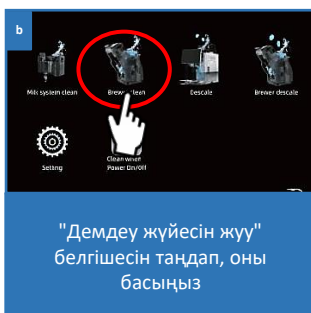 b
Milk system clean Brewer clean Descale Brewer descale
Setting Clean when
Power On/Off
"Демдеу жүйесін жуу"
белгішесін таңдап, оны
басыңыз